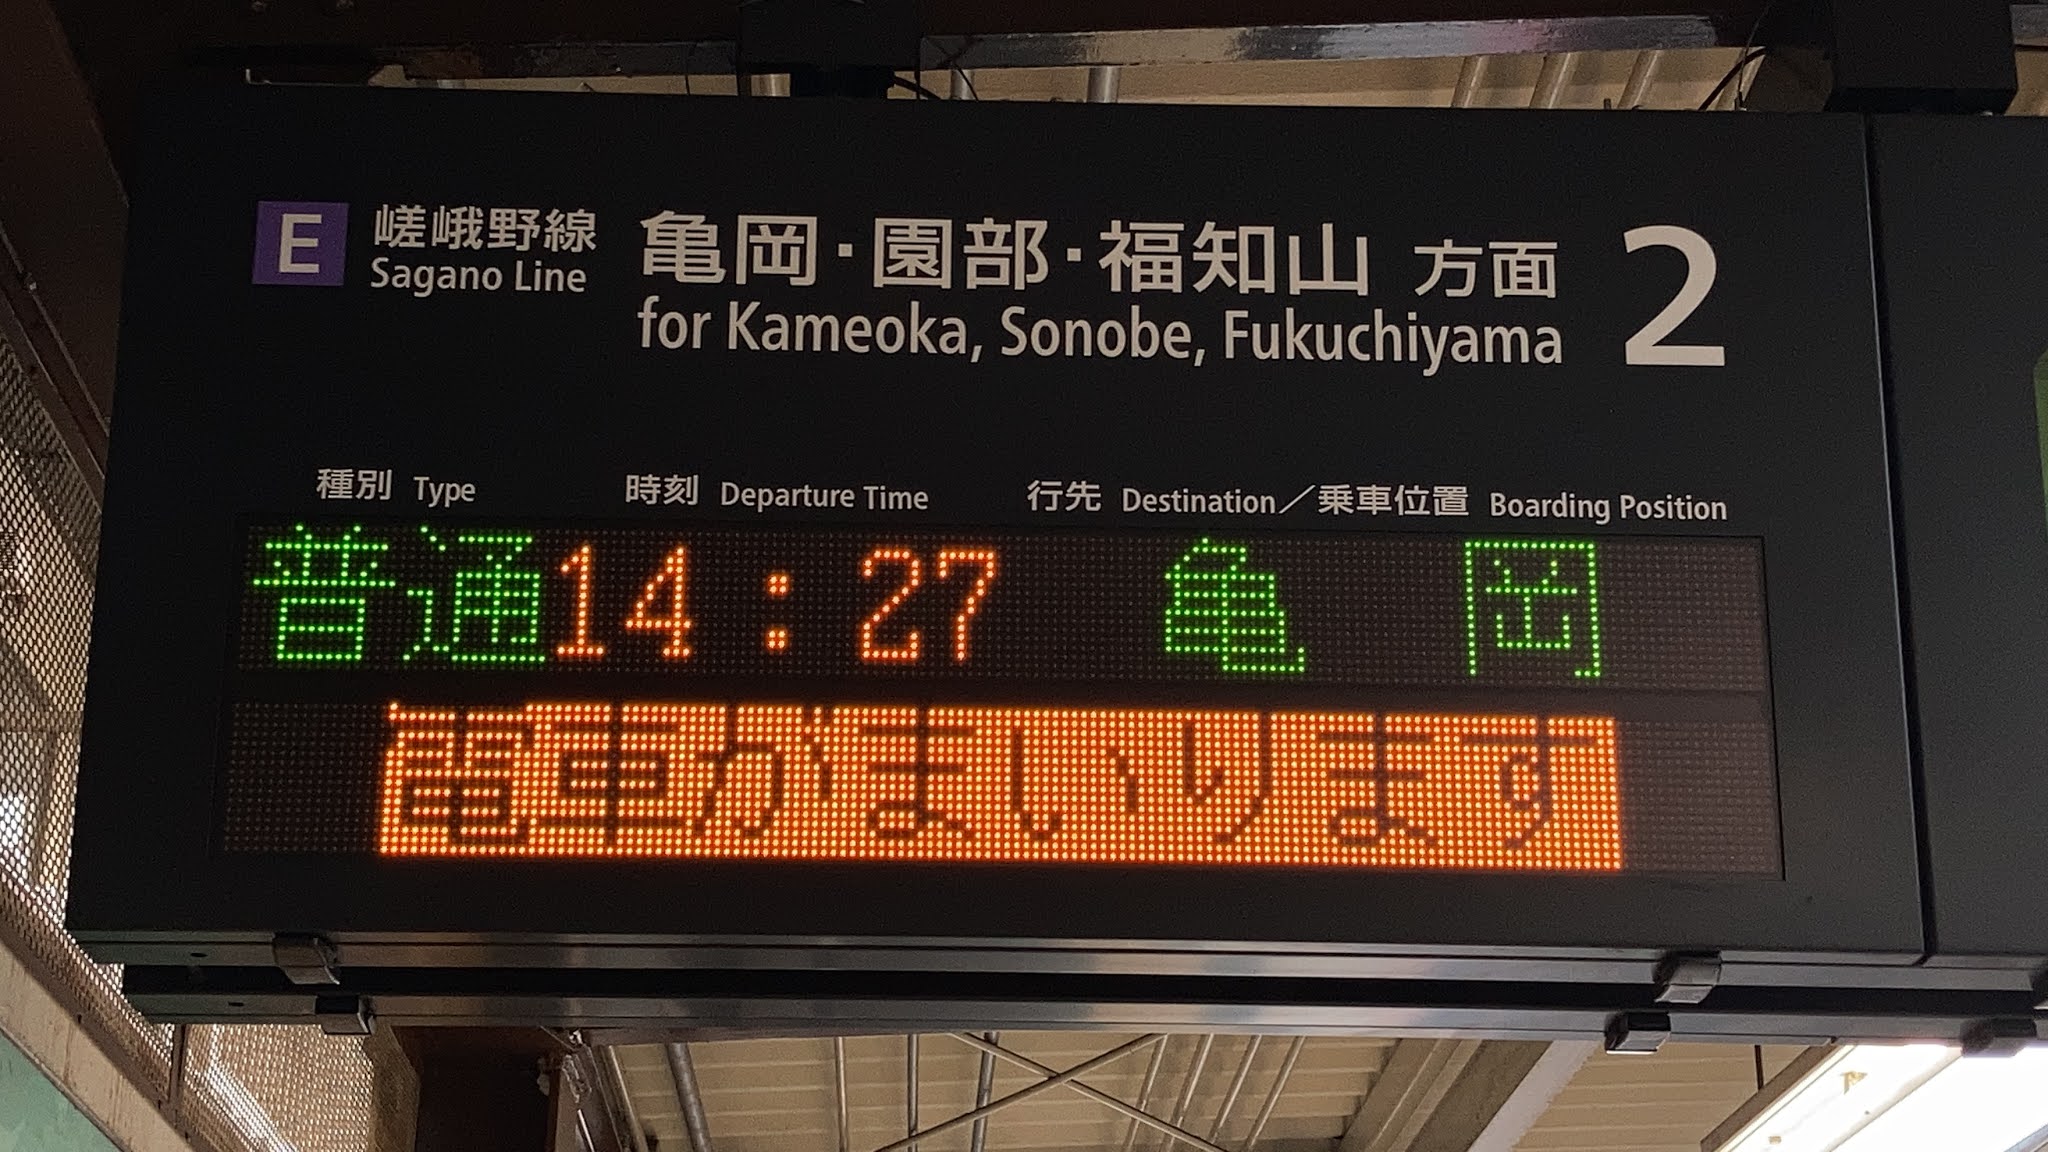 E 嵯峨野線 亀岡・園部・福知山 方面 2
Sagano Line for Kameoka, Sonobe, Fukuchiyama
種別 Type 時刻 Departure Time 行先 Destination／乗車位置 Boarding Position
普通 14:27 亀岡
電車がまいります